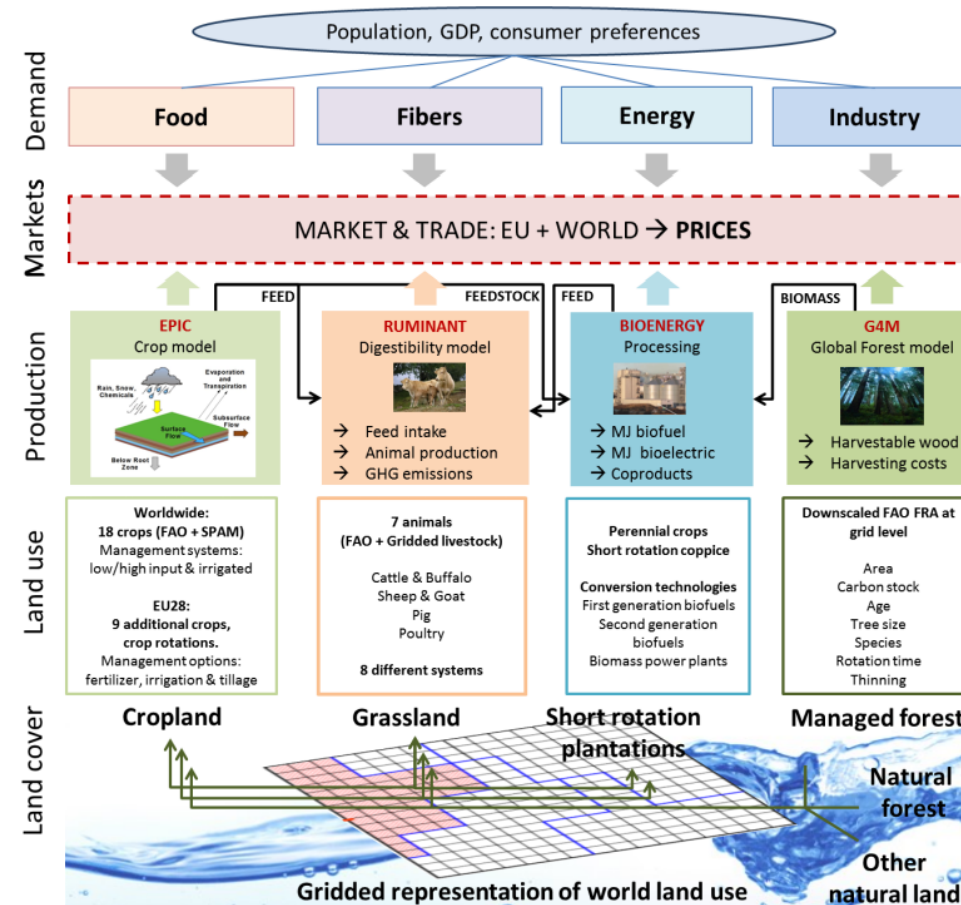 Population, GDP, consumer preferences
Demand
Food
Fibers
Energy
Industry
Markets
MARKET & TRADE: EU + WORLD → PRICES
FEED
FEEDSTOCK
FEED
BIOMASS
Production
EPIC
Crop model
Rain, Snow,
Chemicals
Evaporation
and
Transpiration
Subsurface
Flow
Surface
Flow
Below Root
Zone
RUMINANT
Digestibility model
→ Feed intake
→ Animal production
→ GHG emissions
BIOENERGY
Processing
→ MJ biofuel
→ MJ bioelectric
→ Coproducts
G4M
Global Forest model
→ Harvestable wood
→ Harvesting costs
Land use
Worldwide:
18 crops (FAO + SPAM)
Management systems:
low/high input & irrigated
EU28:
9 additional crops,
crop rotations.
Management options:
fertilizer, irrigation & tillage
7 animals
(FAO + Gridded livestock)
Cattle & Buffalo
Sheep & Goat
Pig
Poultry
8 different systems
Perennial crops
Short rotation coppice
Conversion technologies
First generation biofuels
Second generation
biofuels
Biomass power plants
Downscaled FAO FRA at
grid level
Area
Carbon stock
Age
Tree size
Species
Rotation time
Thinning
Land cover
Cropland
Grassland
Short rotation
plantations
Managed forest
Natural
forest
Other
natural land
Gridded representation of world land use